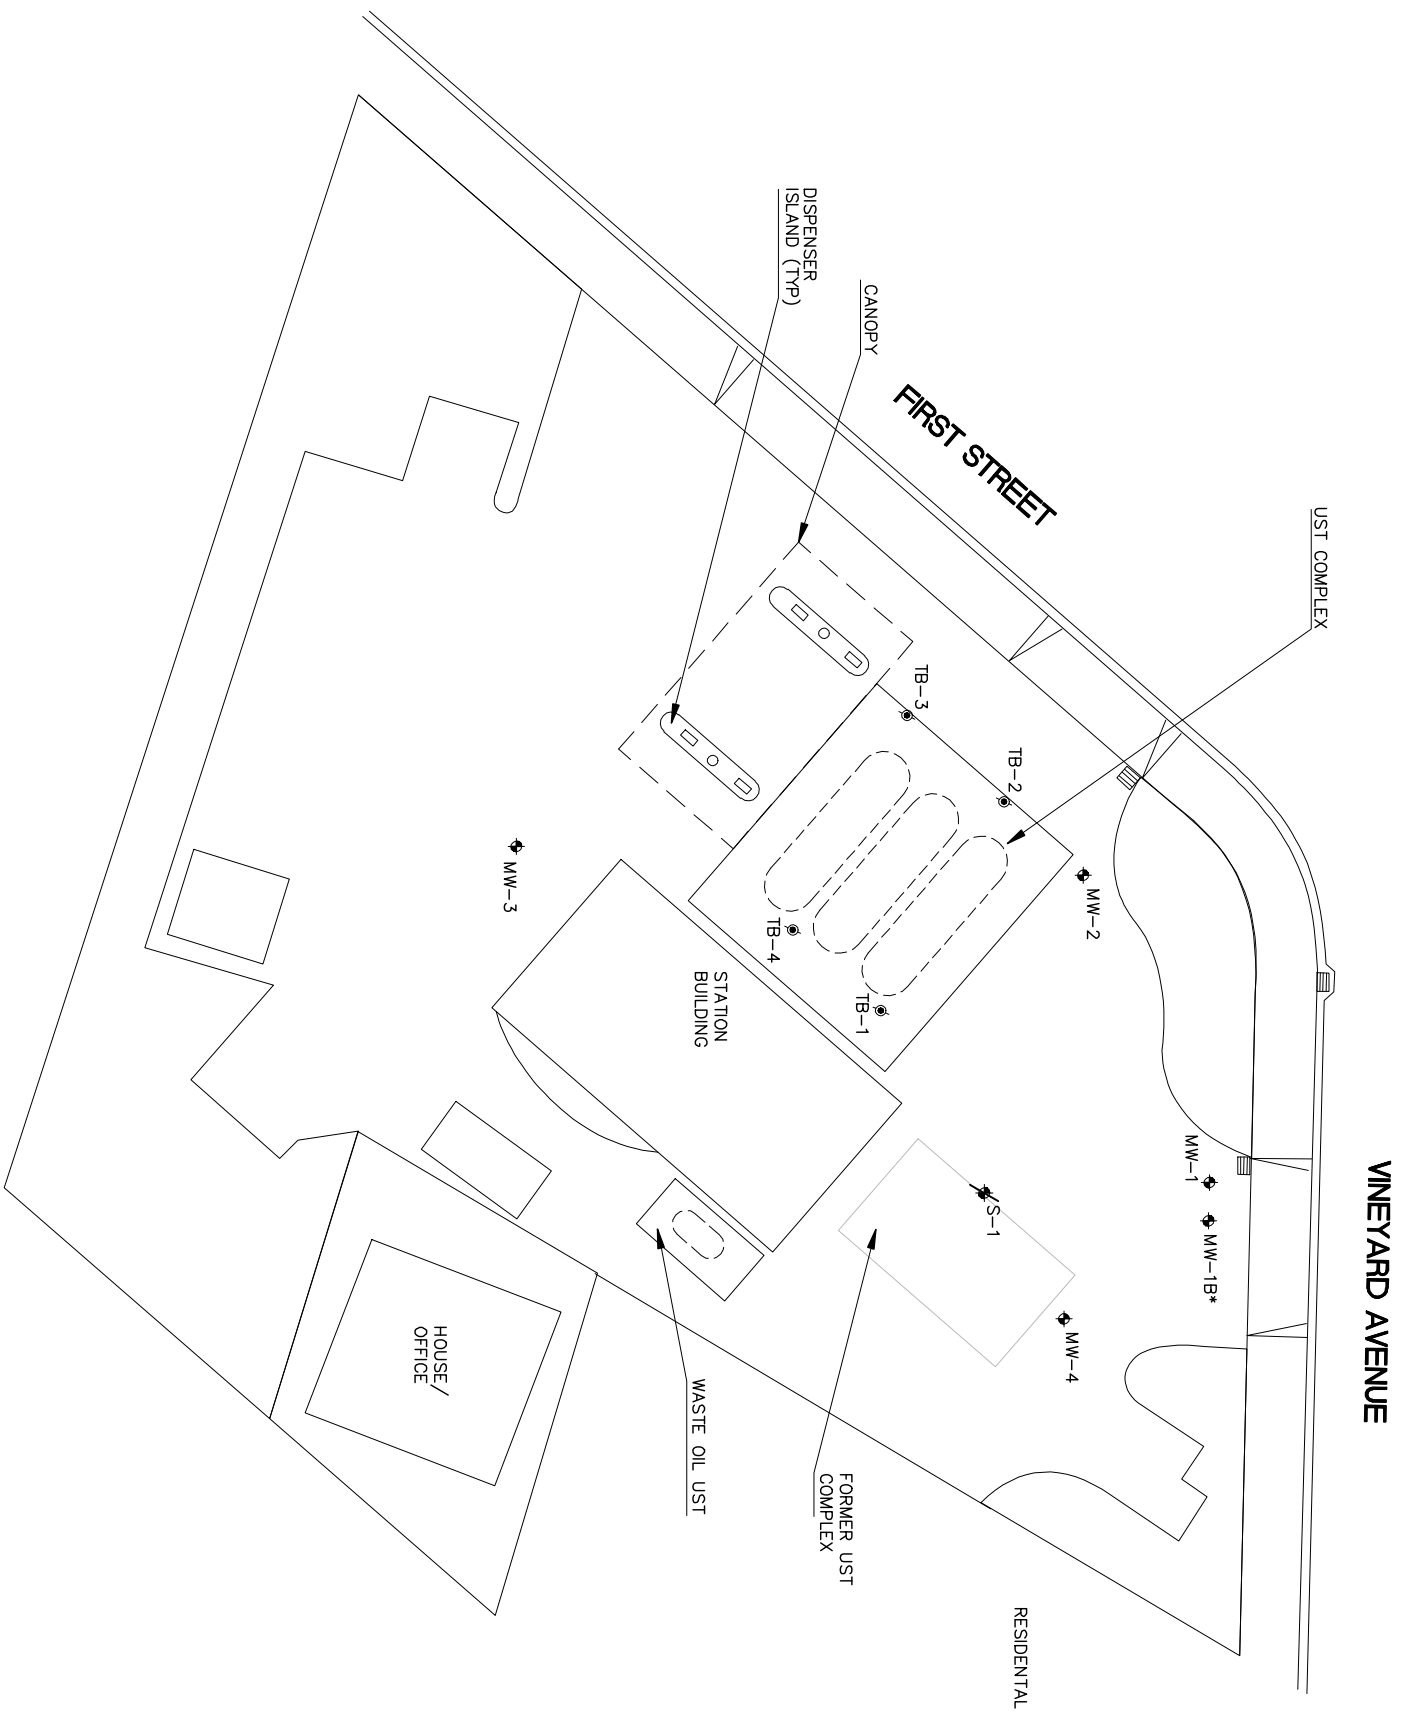 VINEYARD AVENUE
FIRST STREET
UST COMPLEX
CANOPY
DISPENSER
ISLAND (TYP)
TB-3
TB-2
MW-2
TB-4
TB-1
MW-3
STATION
BUILDING
MW-1
MW-1B*
S-1
MW-4
HOUSE/
OFFICE
WASTE OIL UST
FORMER UST
COMPLEX
RESIDENTAL